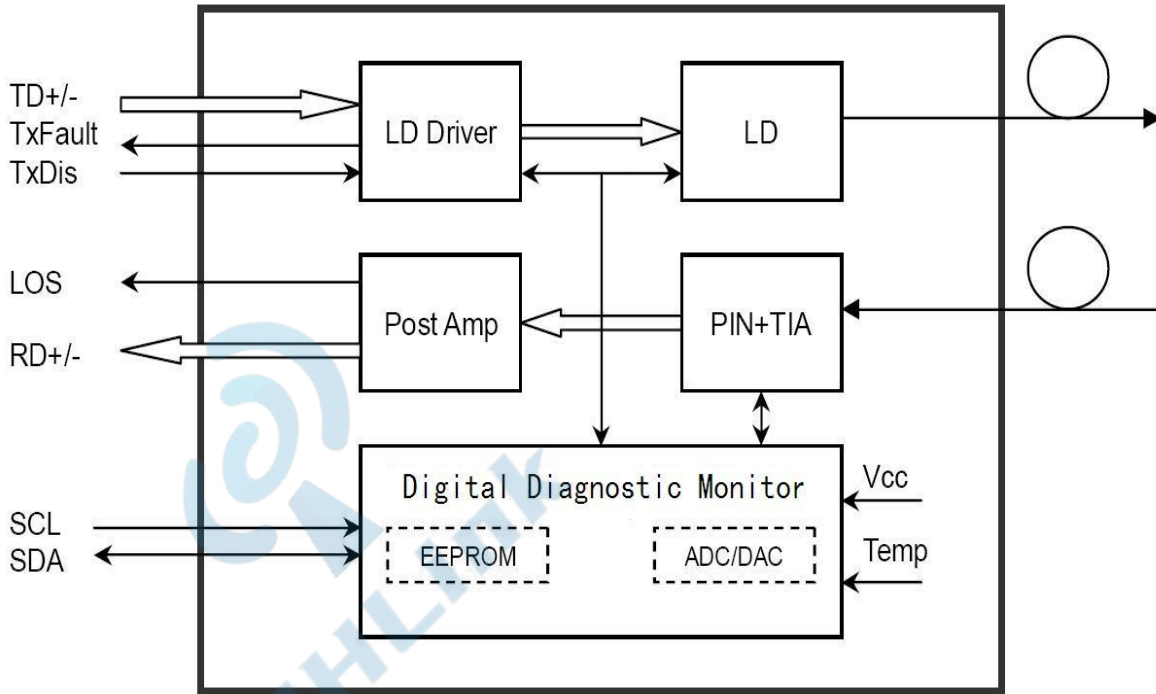 TD+/-
TxFault
TxDis
LD Driver
LD
LOS
RD+/-
Post Amp
PIN+TIA
Digital Diagnostic Monitor
EEPROM
ADC/DAC
Vcc
Temp
SCL
SDA